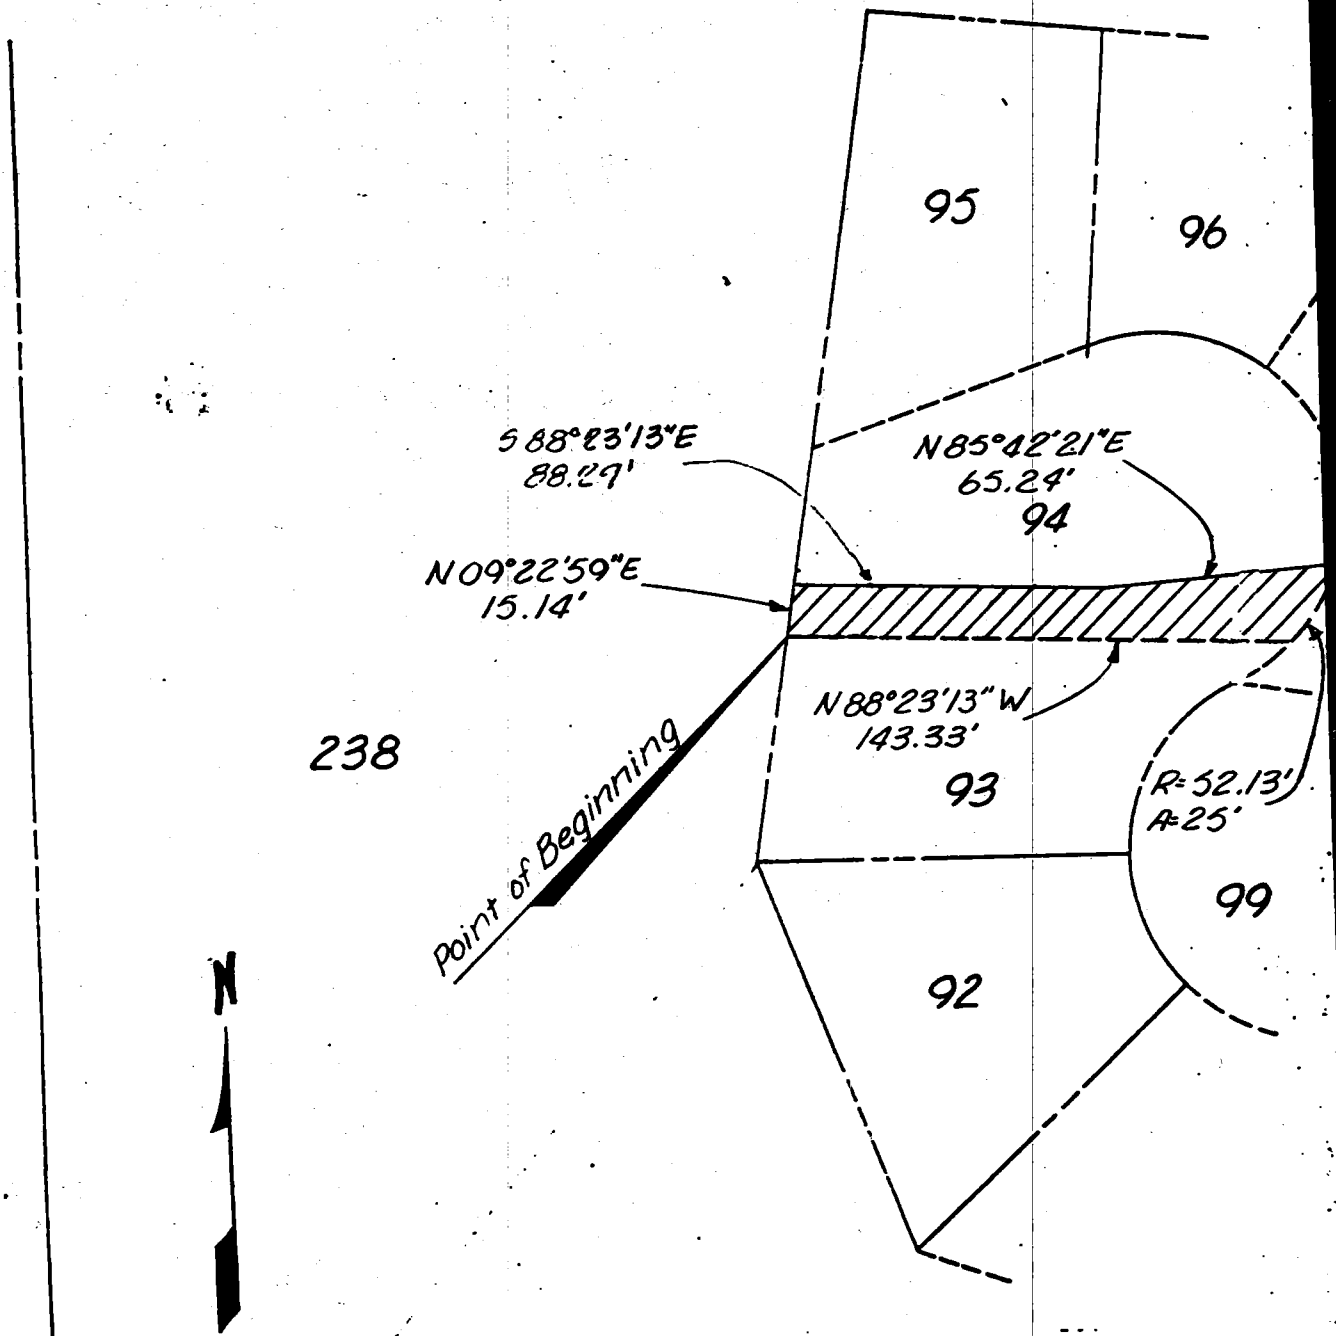 95
96
S 88°23'13"E
88.29'
N 85°42'21"E
65.24'
94
N 09°22'59"E
15.14'
N 88°23'13" W
143.33'
238
93
R=52.13'
A=25'
Point of Beginning
99
92
N